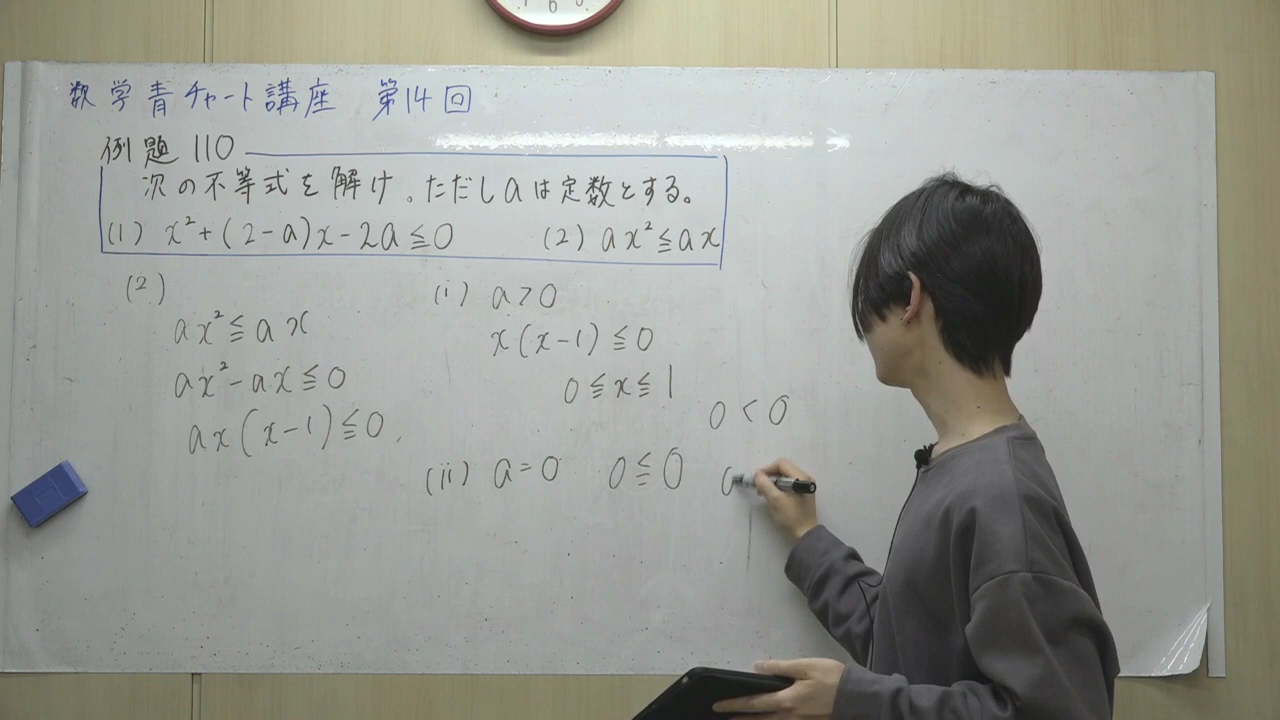 数学青チャート講座 第14回
例題110
次の不等式を解け。ただしaは定数とする。
(1) x²+(2-a)x-2a≦0 (2) ax²≦ax
(2)
ax²≦ax
ax²-ax≦0
ax(x-1)≦0
(i) a>0
x(x-1)≦0
0≦x≦1
0<0
(ii) a=0 0≦0